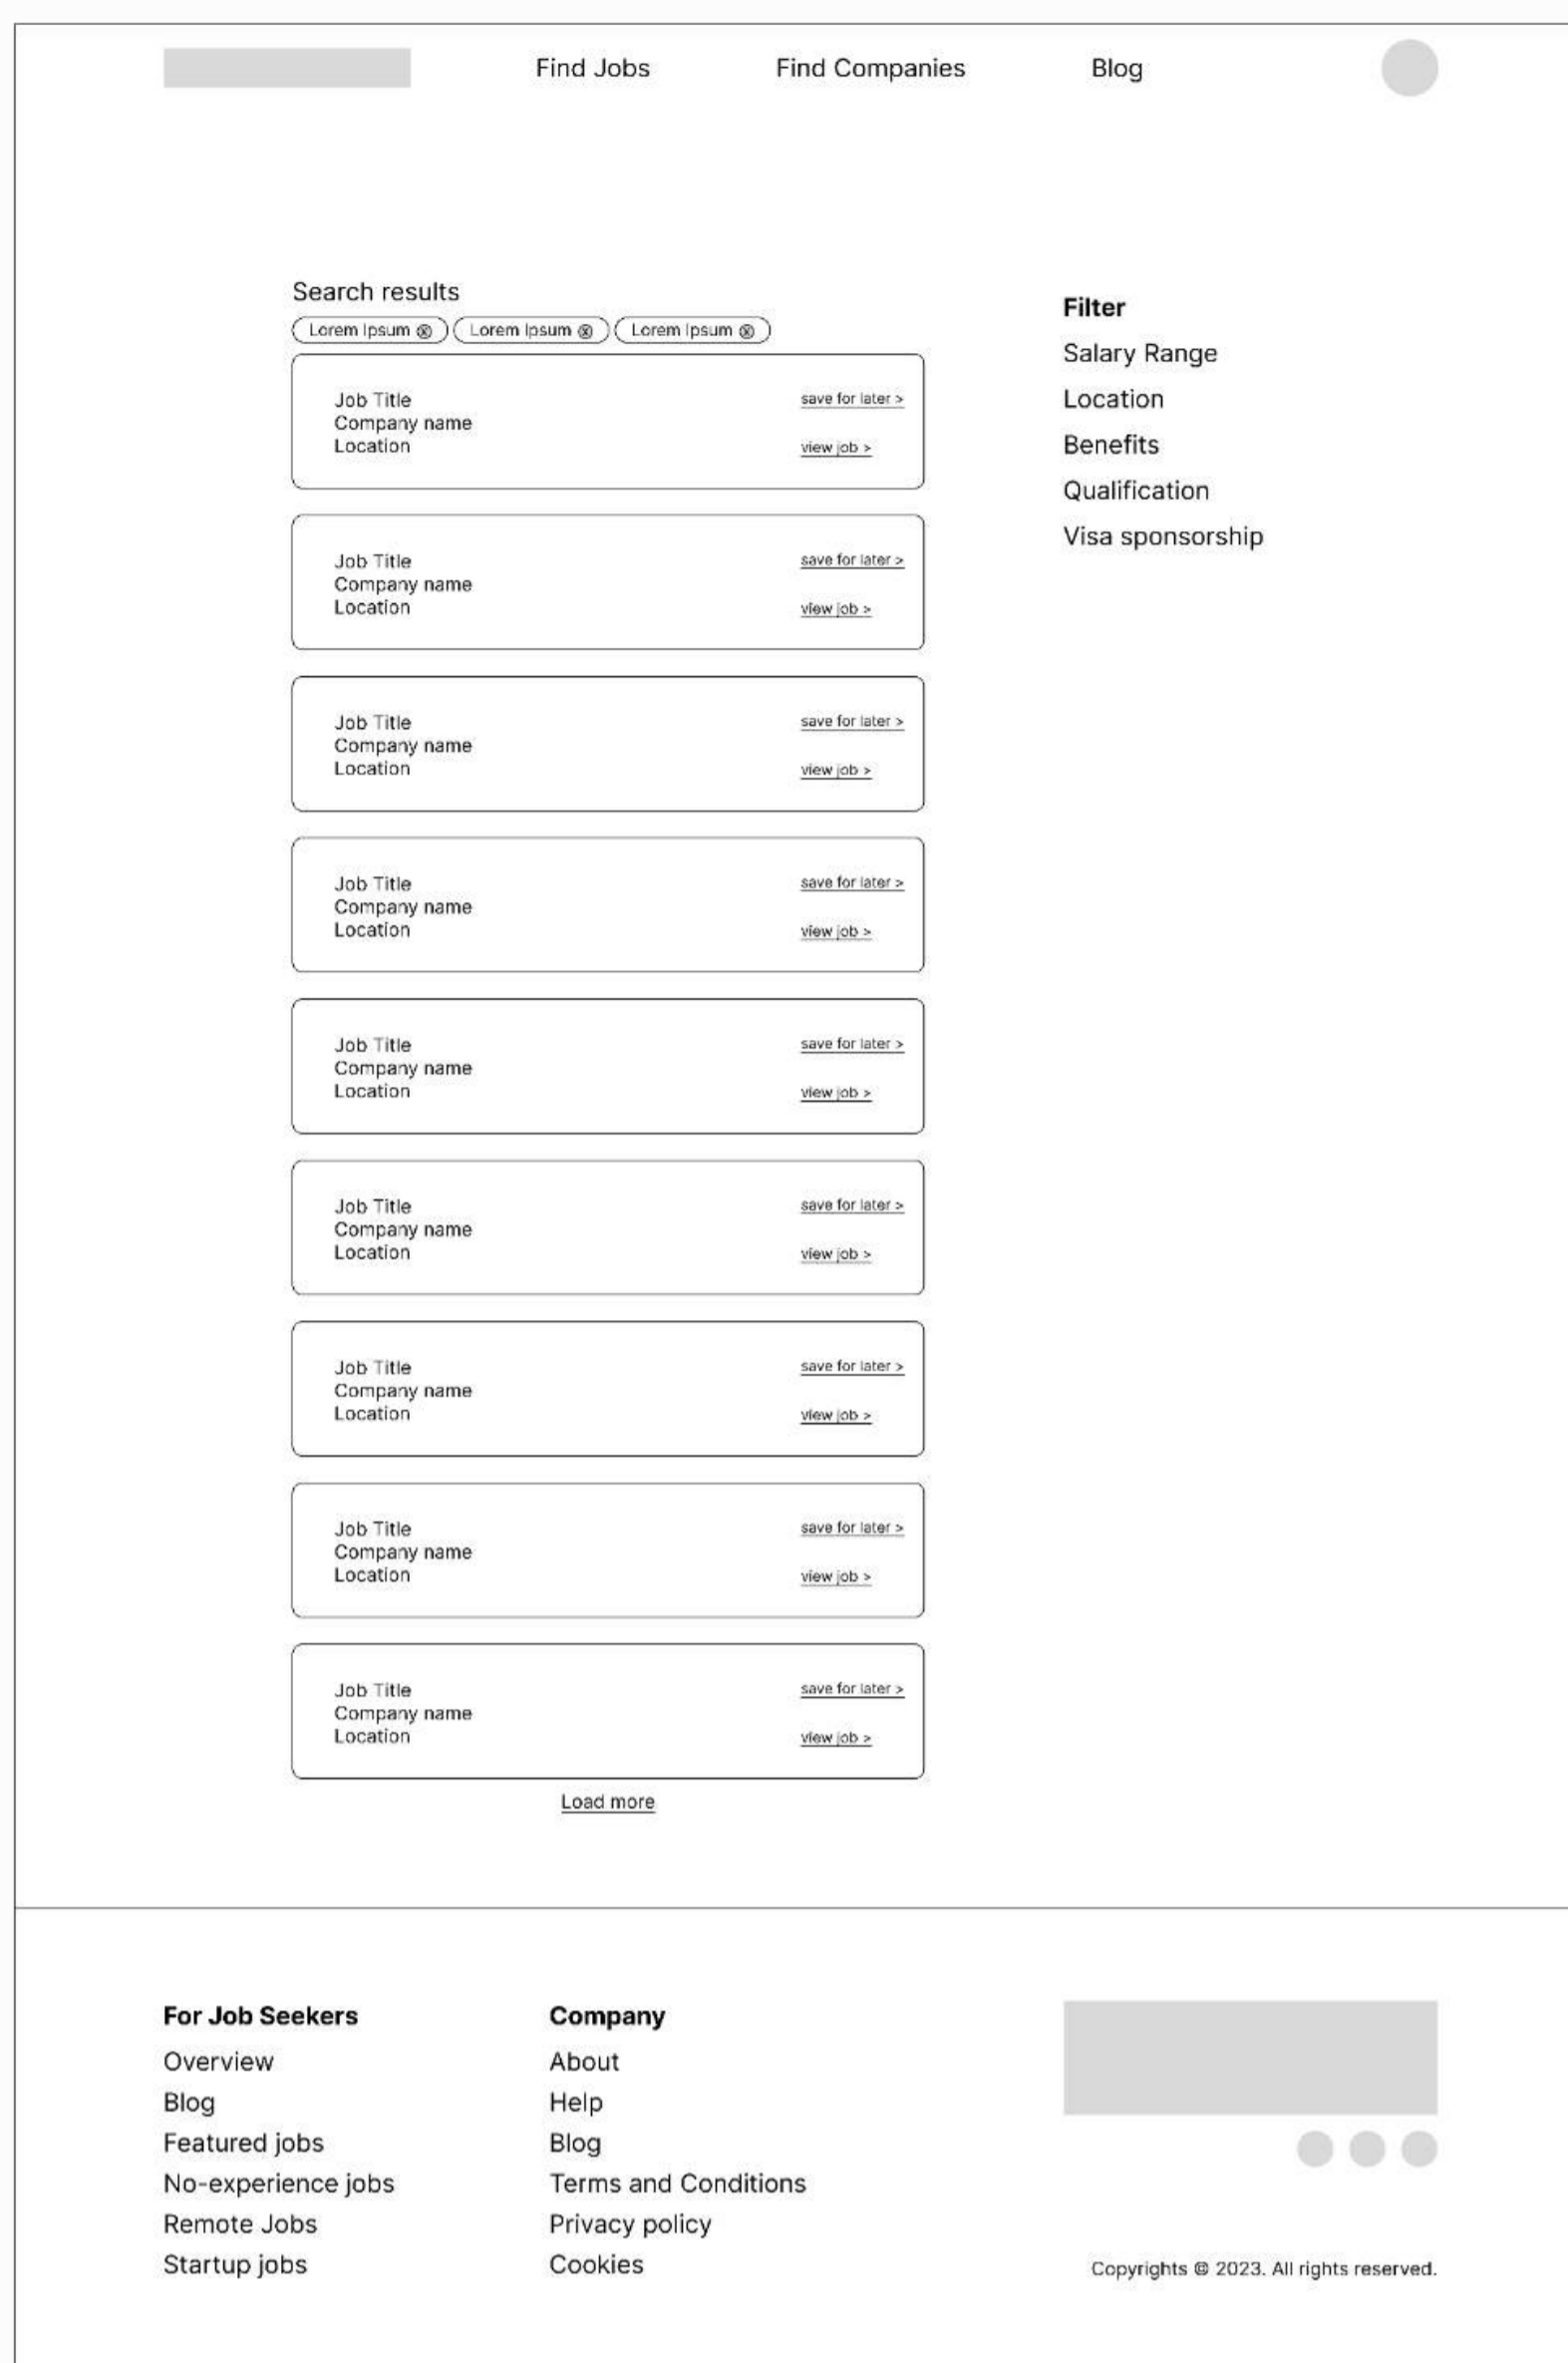 Find Jobs Find Companies Blog
Search results
Lorem Ipsum ⓧ Lorem Ipsum ⓧ Lorem Ipsum ⓧ
Job Title
Company name
Location
save for later >
view job >
Job Title
Company name
Location
save for later >
view job >
Job Title
Company name
Location
save for later >
view job >
Job Title
Company name
Location
save for later >
view job >
Job Title
Company name
Location
save for later >
view job >
Job Title
Company name
Location
save for later >
view job >
Job Title
Company name
Location
save for later >
view job >
Job Title
Company name
Location
save for later >
view job >
Job Title
Company name
Location
save for later >
view job >
Load more
Filter
Salary Range
Location
Benefits
Qualification
Visa sponsorship
For Job Seekers
Overview
Blog
Featured jobs
No-experience jobs
Remote Jobs
Startup jobs
Company
About
Help
Blog
Terms and Conditions
Privacy policy
Cookies
Copyrights © 2023. All rights reserved.